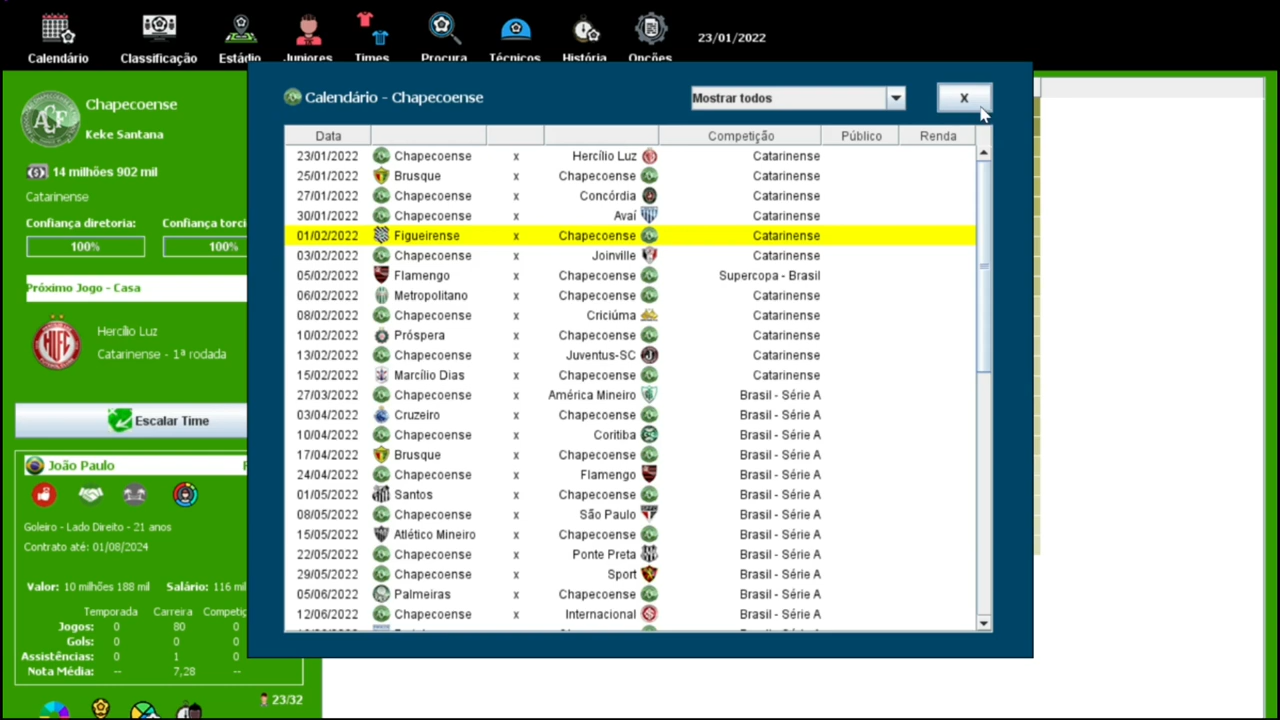 Calendário Classificação Estádio Juniores Times Procura Técnicos História Opções 23/01/2022
Chapecoense
Keke Santana
14 milhões 902 mil
Catarinense
Confiança diretoria: Confiança torci
100% 100%
Próximo Jogo - Casa
Hercílio Luz
Catarinense - 1ª rodada
Escalar Time
João Paulo
Goleiro - Lado Direito - 21 anos
Contrato até: 01/08/2024
Valor: 10 milhões 188 mil Salário: 116 mil
Temporada Carreira Competiç
Jogos: 0 80 0
Gols: 0 0 0
Assistências: 0 1 0
Nota Média: -- 7,28 --
23/32
Calendário - Chapecoense Mostrar todos X
Data Competição Público Renda
23/01/2022 Chapecoense x Hercílio Luz Catarinense
25/01/2022 Brusque x Chapecoense Catarinense
27/01/2022 Chapecoense x Concórdia Catarinense
30/01/2022 Chapecoense x Avaí Catarinense
01/02/2022 Figueirense x Chapecoense Catarinense
03/02/2022 Chapecoense x Joinville Catarinense
05/02/2022 Flamengo x Chapecoense Supercopa - Brasil
06/02/2022 Metropolitano x Chapecoense Catarinense
08/02/2022 Chapecoense x Criciúma Catarinense
10/02/2022 Próspera x Chapecoense Catarinense
13/02/2022 Chapecoense x Juventus-SC Catarinense
15/02/2022 Marcílio Dias x Chapecoense Catarinense
27/03/2022 Chapecoense x América Mineiro Brasil - Série A
03/04/2022 Cruzeiro x Chapecoense Brasil - Série A
10/04/2022 Chapecoense x Coritiba Brasil - Série A
17/04/2022 Brusque x Chapecoense Brasil - Série A
24/04/2022 Chapecoense x Flamengo Brasil - Série A
01/05/2022 Santos x Chapecoense Brasil - Série A
08/05/2022 Chapecoense x São Paulo Brasil - Série A
15/05/2022 Atlético Mineiro x Chapecoense Brasil - Série A
22/05/2022 Chapecoense x Ponte Preta Brasil - Série A
29/05/2022 Chapecoense x Sport Brasil - Série A
05/06/2022 Palmeiras x Chapecoense Brasil - Série A
12/06/2022 Chapecoense x Internacional Brasil - Série A